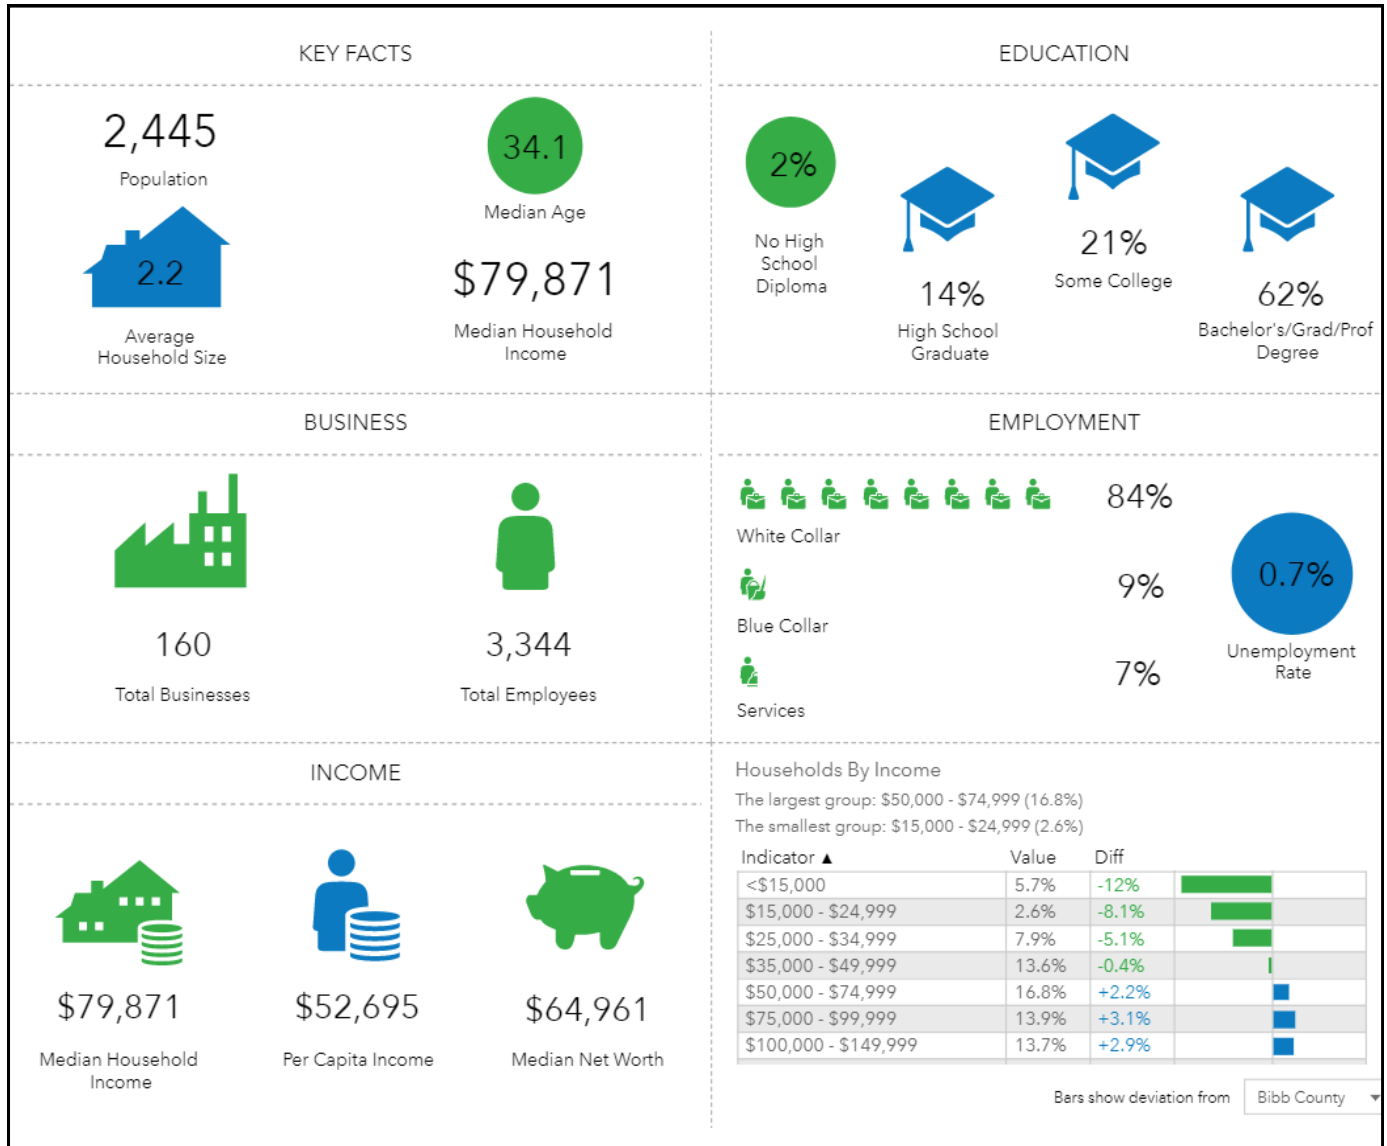 KEY FACTS
2,445
Population
34.1
Median Age
2.2
Average
Household Size
$79,871
Median Household
Income
EDUCATION
2%
No High
School
Diploma
14%
High School
Graduate
21%
Some College
62%
Bachelor's/Grad/Prof
Degree
BUSINESS
160
Total Businesses
3,344
Total Employees
EMPLOYMENT
84%
White Collar
9%
Blue Collar
7%
Services
0.7%
Unemployment
Rate
INCOME
$79,871
Median Household
Income
$52,695
Per Capita Income
$64,961
Median Net Worth
Households By Income
The largest group: $50,000 - $74,999 (16.8%)
The smallest group: $15,000 - $24,999 (2.6%)
Indicator ▲ Value Diff
<$15,000 5.7% -12%
$15,000 - $24,999 2.6% -8.1%
$25,000 - $34,999 7.9% -5.1%
$35,000 - $49,999 13.6% -0.4%
$50,000 - $74,999 16.8% +2.2%
$75,000 - $99,999 13.9% +3.1%
$100,000 - $149,999 13.7% +2.9%
Bars show deviation from Bibb County